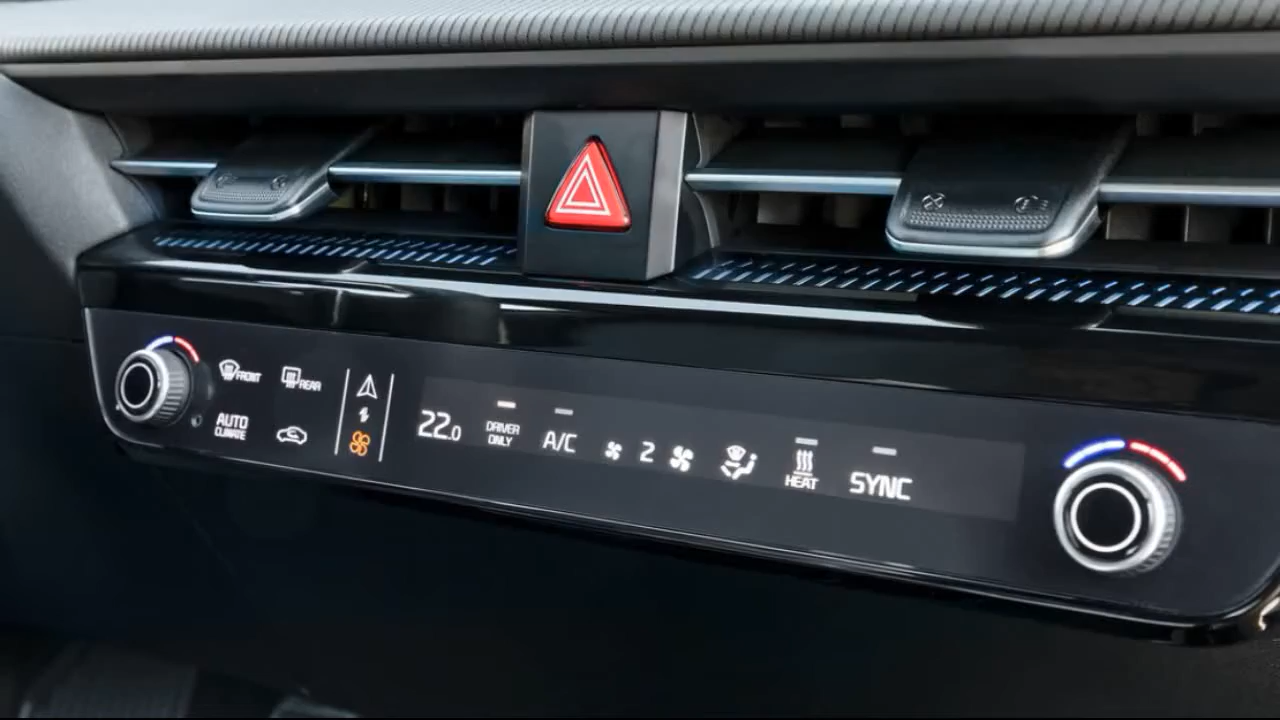 FRONT
REAR
AUTO
CLIMATE
22.0
DRIVER
ONLY
A/C
2
HEAT
SYNC